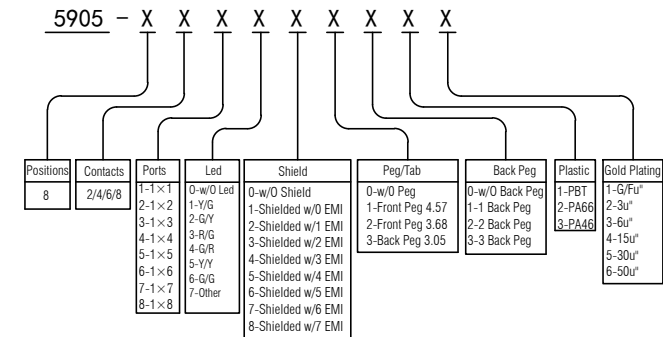 5905 - X X X X X X X X X
Positions
8
Contacts
2/4/6/8
Ports
1-1×1
2-1×2
3-1×3
4-1×4
5-1×5
6-1×6
7-1×7
8-1×8
Led
0-w/O Led
1-Y/G
2-G/Y
3-R/G
4-G/R
5-Y/Y
6-G/G
7-Other
Shield
0-w/O Shield
1-Shielded w/0 EMI
2-Shielded w/1 EMI
3-Shielded w/2 EMI
4-Shielded w/3 EMI
5-Shielded w/4 EMI
6-Shielded w/5 EMI
7-Shielded w/6 EMI
8-Shielded w/7 EMI
Peg/Tab
0-w/O Peg
1-Front Peg 4.57
2-Front Peg 3.68
3-Back Peg 3.05
Back Peg
0-w/O Back Peg
1-1 Back Peg
2-2 Back Peg
3-3 Back Peg
Plastic
1-PBT
2-PA66
3-PA46
Gold Plating
1-G/Fu"
2-3u"
3-6u"
4-15u"
5-30u"
6-50u"